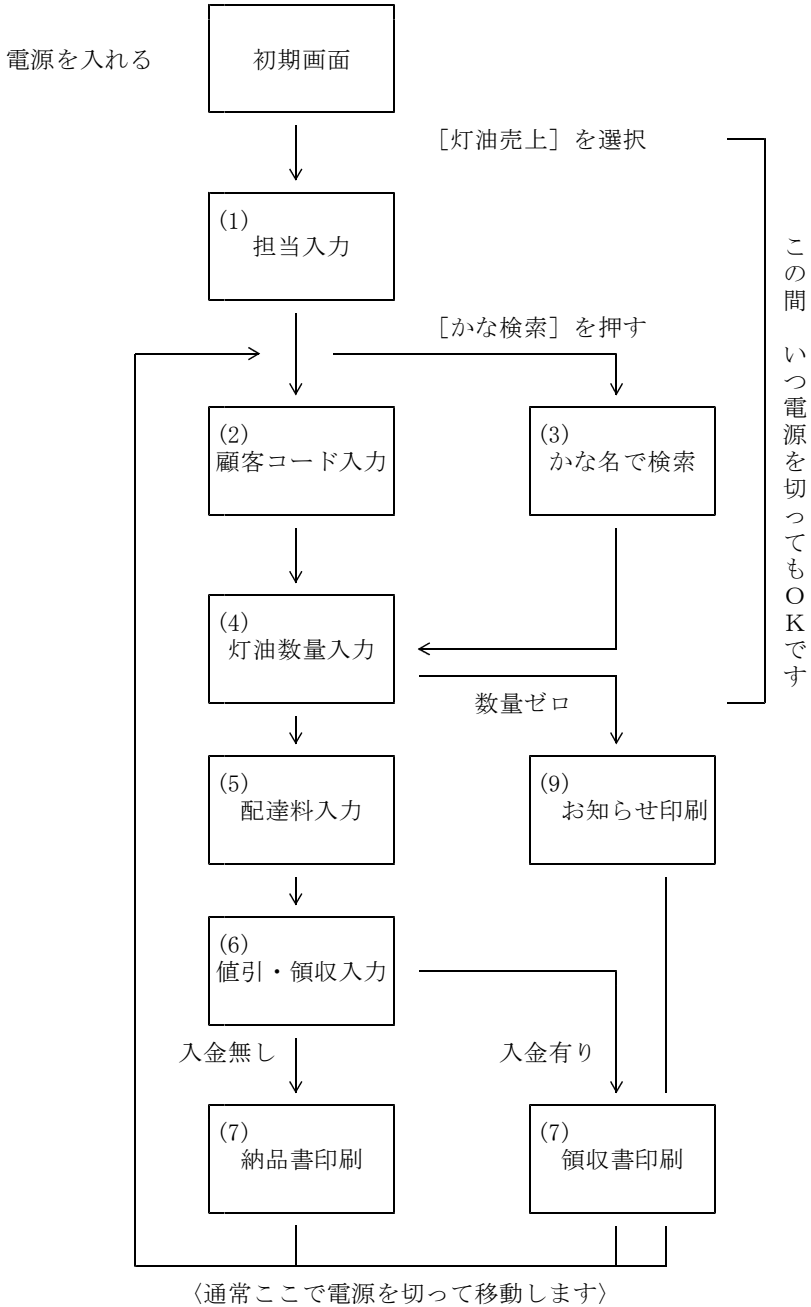 電源を入れる
初期画面
［灯油売上］を選択
(1)
担当入力
［かな検索］を押す
(2)
顧客コード入力
(3)
かな名で検索
この間　いつ電源を切ってもＯＫです
(4)
灯油数量入力
数量ゼロ
(5)
配達料入力
(9)
お知らせ印刷
(6)
値引・領収入力
入金無し
入金有り
(7)
納品書印刷
(7)
領収書印刷
〈通常ここで電源を切って移動します〉